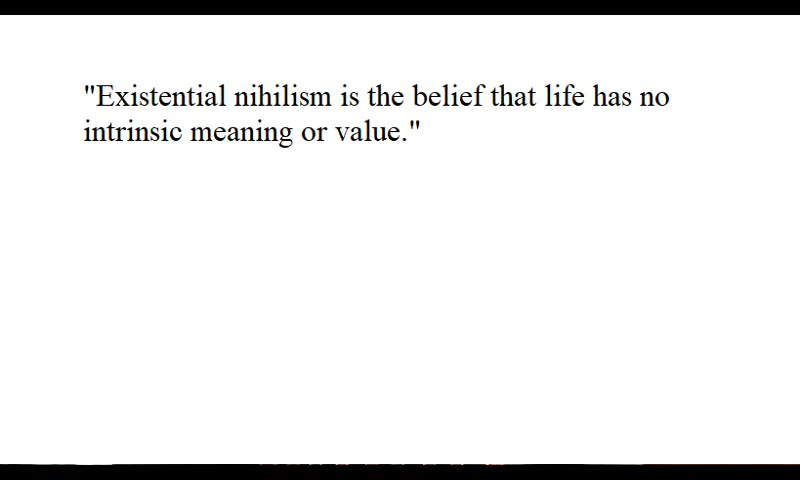 "Existential nihilism is the belief that life has no
intrinsic meaning or value."